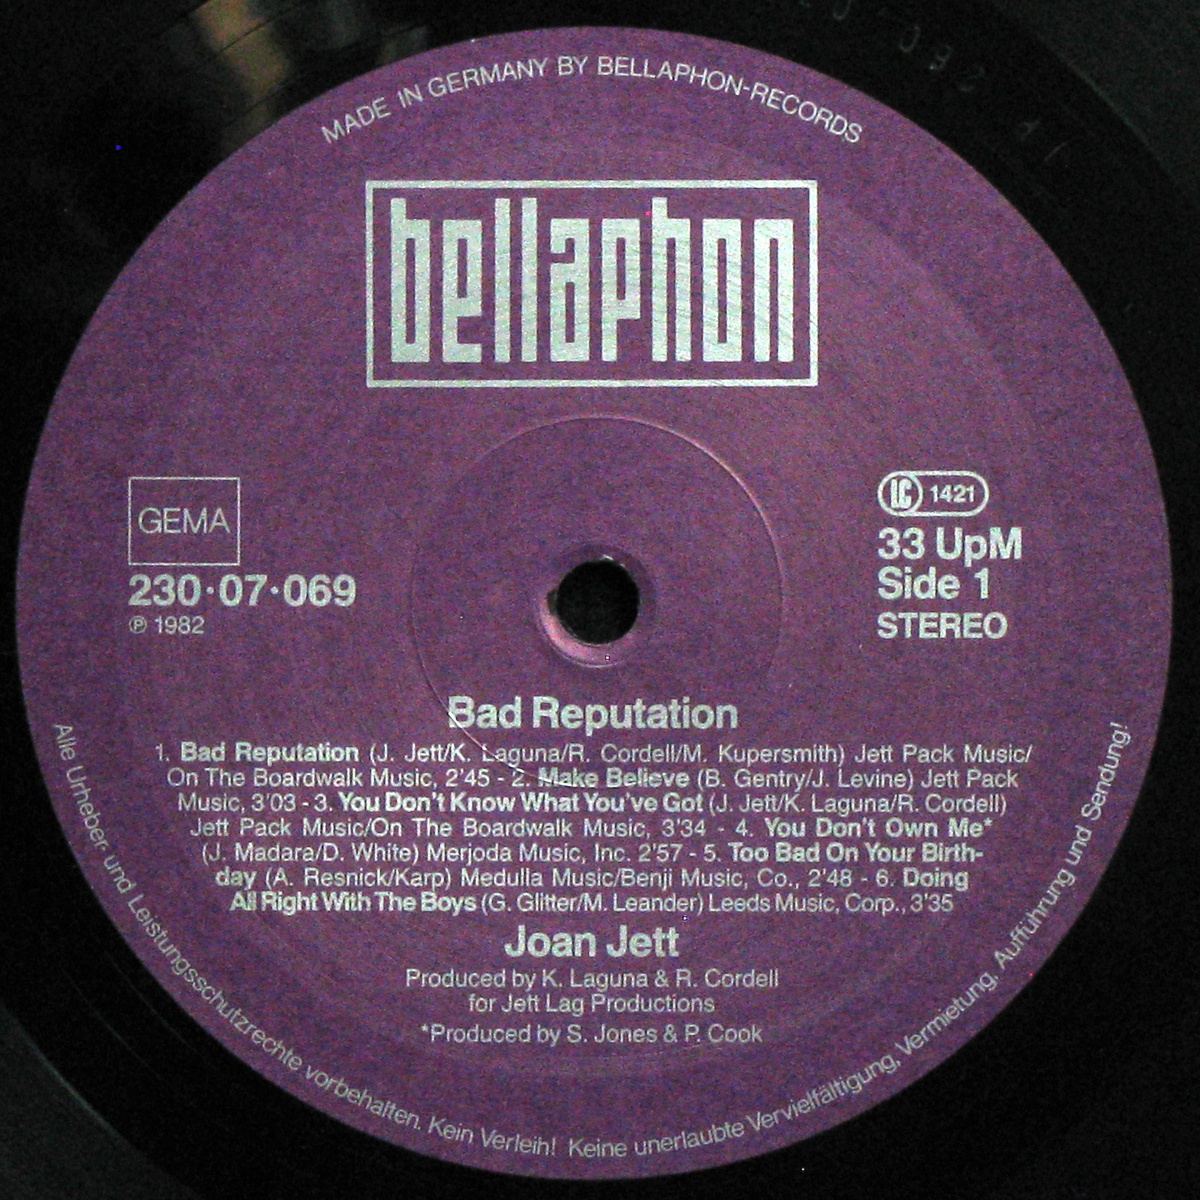 MADE IN GERMANY BY BELLAPHON-RECORDS
bellaphon
GEMA
230·07·069
℗ 1982
LC 1421
33 UpM
Side 1
STEREO
Bad Reputation
1. Bad Reputation (J. Jett/K. Laguna/R. Cordell/M. Kupersmith) Jett Pack Music/
On The Boardwalk Music, 2'45 - 2. Make Believe (B. Gentry/J. Levine) Jett Pack
Music, 3'03 - 3. You Don't Know What You've Got (J. Jett/K. Laguna/R. Cordell)
Jett Pack Music/On The Boardwalk Music, 3'34 - 4. You Don't Own Me*
(J. Madara/D. White) Merjoda Music, Inc. 2'57 - 5. Too Bad On Your Birth-
day (A. Resnick/Karp) Medulla Music/Benji Music, Co., 2'48 - 6. Doing
All Right With The Boys (G. Glitter/M. Leander) Leeds Music, Corp., 3'35
Joan Jett
Produced by K. Laguna & R. Cordell
for Jett Lag Productions
*Produced by S. Jones & P. Cook
Alle Urheber und Leistungsschutzrechte vorbehalten. Kein Verleih! Keine unerlaubte Vervielfältigung, Vermietung, Aufführung und Sendung!